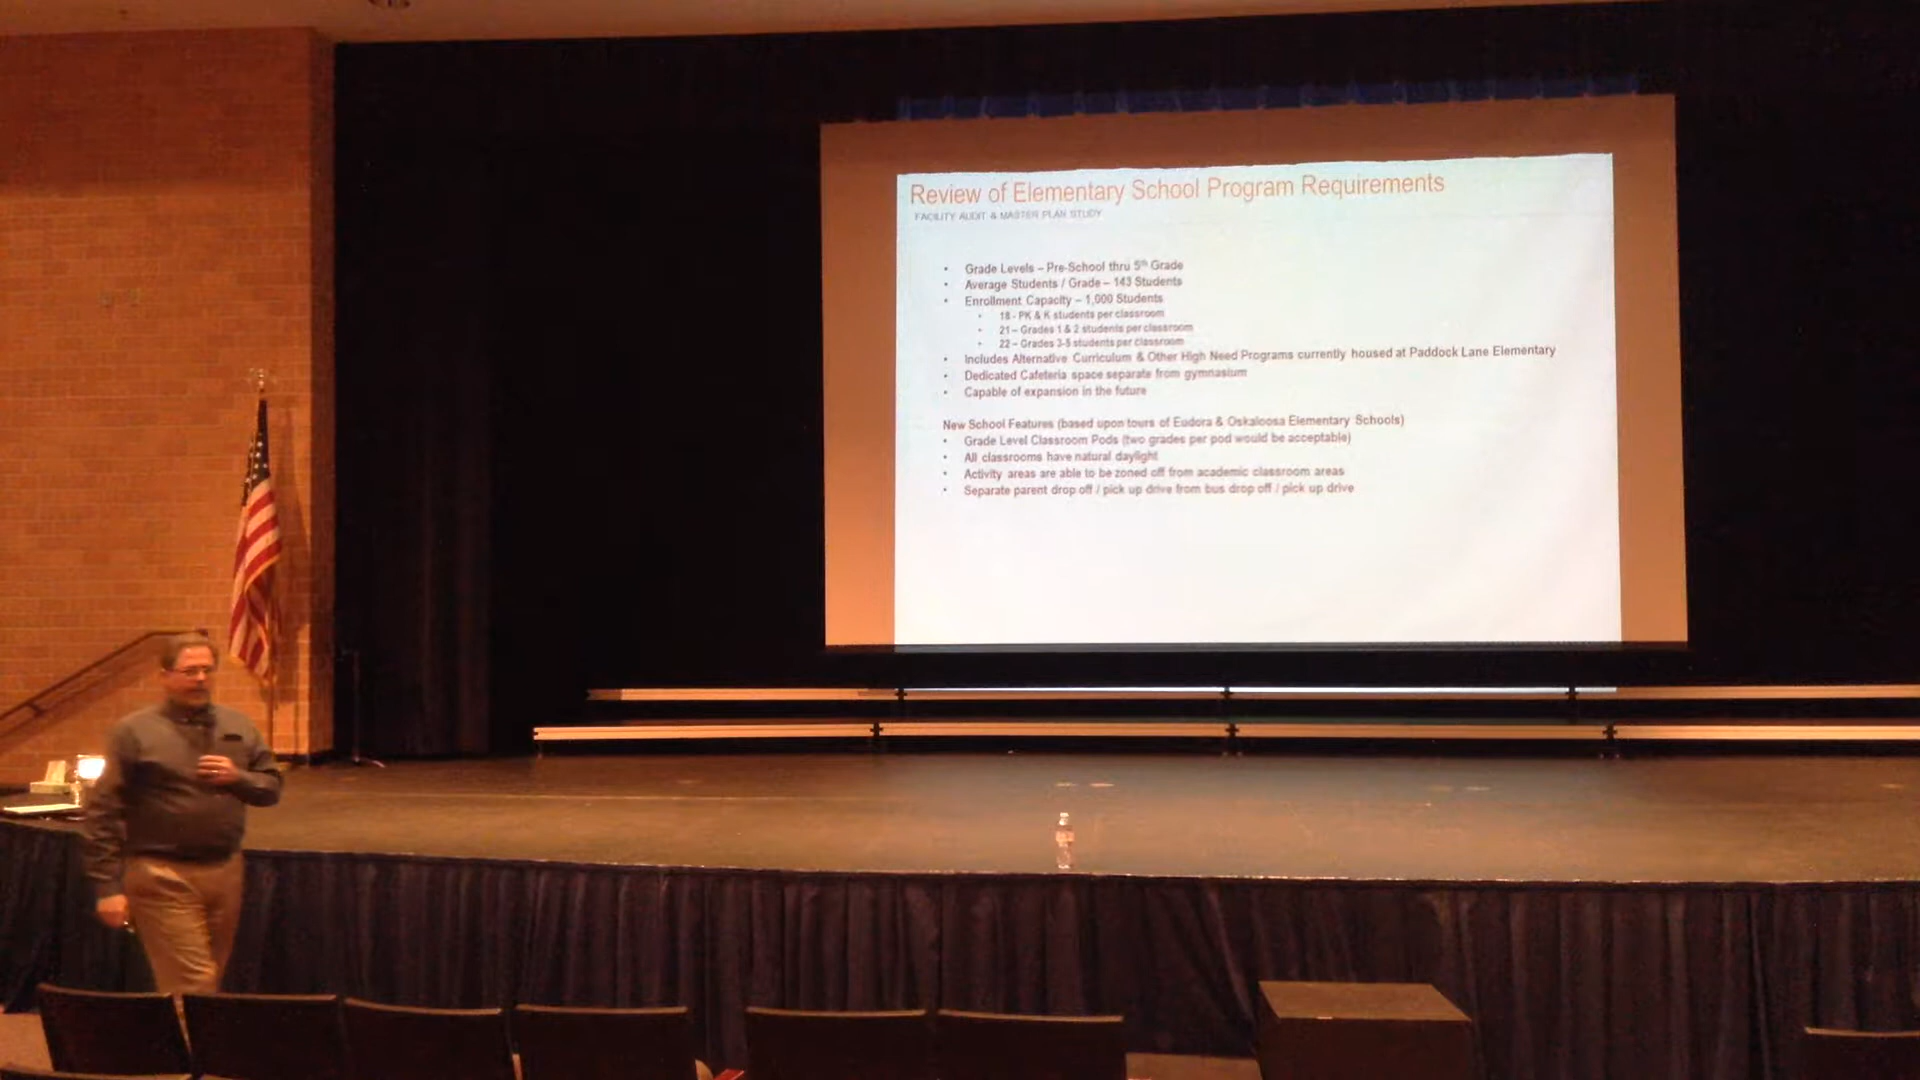 Review of Elementary School Program Requirements
FACILITY AUDIT & MASTER PLAN STUDY
• Grade Levels – Pre-School thru 5th Grade
• Average Students / Grade – 143 Students
• Enrollment Capacity – 1,000 Students
• 18 - PK & K students per classroom
• 21 – Grades 1 & 2 students per classroom
• 22 – Grades 3-5 students per classroom
• Includes Alternative Curriculum & Other High Need Programs currently housed at Paddock Lane Elementary
• Dedicated Cafeteria space separate from gymnasium
• Capable of expansion in the future
New School Features (based upon tours of Eudora & Oskaloosa Elementary Schools)
• Grade Level Classroom Pods (two grades per pod would be acceptable)
• All classrooms have natural daylight
• Activity areas are able to be zoned off from academic classroom areas
• Separate parent drop off / pick up drive from bus drop off / pick up drive